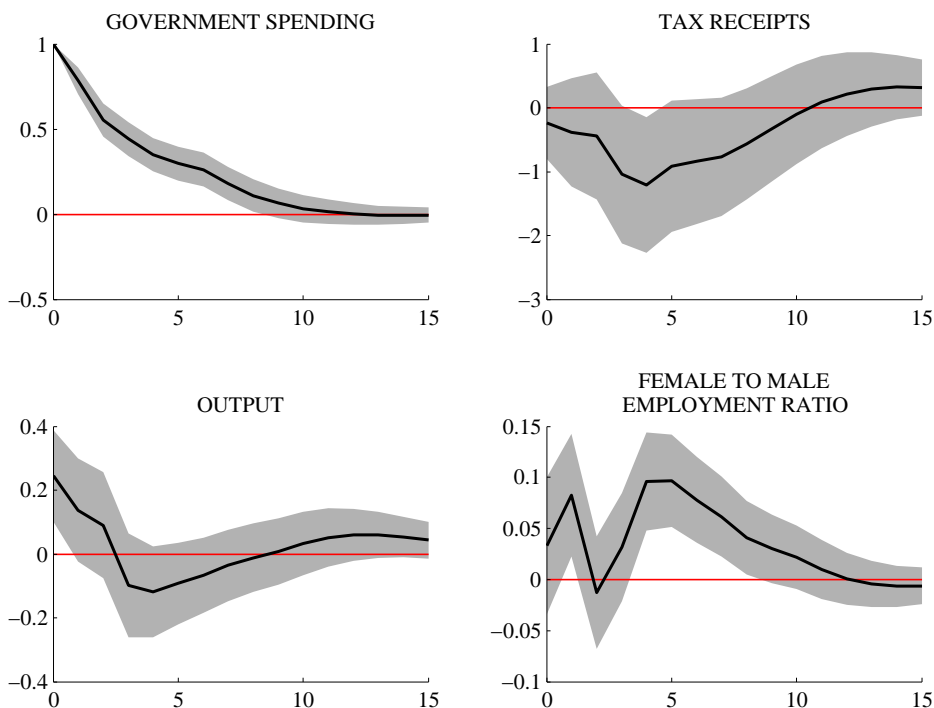 GOVERNMENT SPENDING
1
0.5
0
−0.5
0 5 10 15
TAX RECEIPTS
1
0
−1
−2
−3
0 5 10 15
OUTPUT
0.4
0.2
0
−0.2
−0.4
0 5 10 15
FEMALE TO MALE
EMPLOYMENT RATIO
0.15
0.1
0.05
0
−0.05
−0.1
0 5 10 15